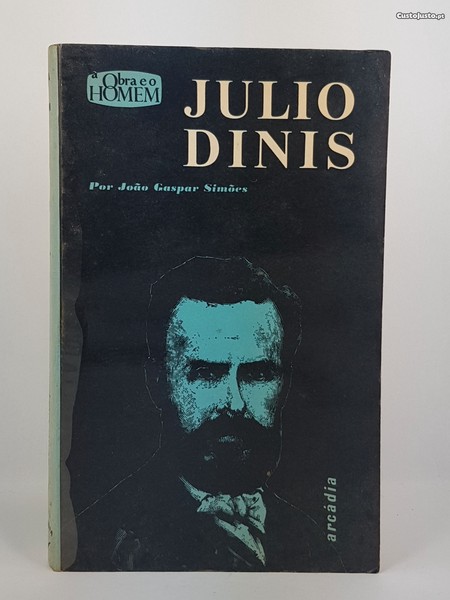 CustoJusto.pt
a Obra e o
HOMEM
JULIO
DINIS
Por João Gaspar Simões
arcádia